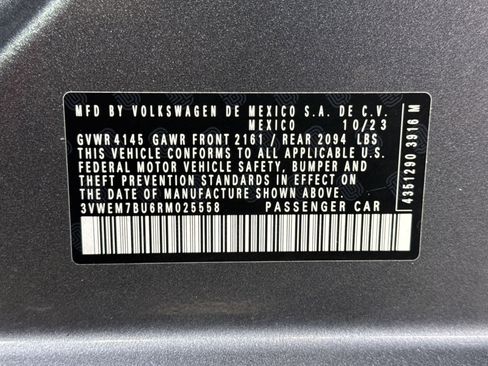 MFD BY VOLKSWAGEN DE MEXICO S.A. DE C.V.
MEXICO 10/23
GVWR 4145 GAWR FRONT 2161 / REAR 2094 LBS
THIS VEHICLE CONFORMS TO ALL APPLICABLE U.S.
FEDERAL MOTOR VEHICLE SAFETY, BUMPER AND
THEFT PREVENTION STANDARDS IN EFFECT ON
THE DATE OF MANUFACTURE SHOWN ABOVE.
3VWEM7BU6RM025558 PASSENGER CAR
4351290 3916 M